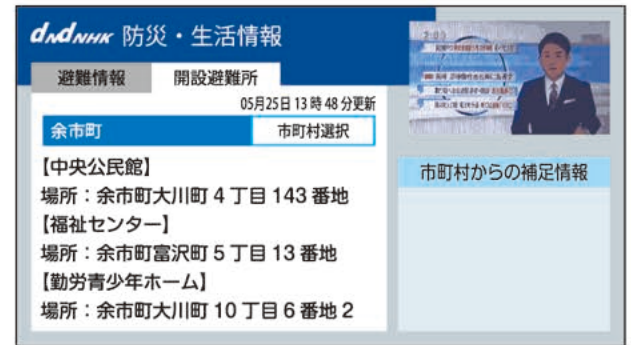 dndNHK 防災・生活情報
避難情報 開設避難所
05月25日13時48分更新
余市町 市町村選択
【中央公民館】
場所：余市町大川町4丁目143番地
【福祉センター】
場所：余市町富沢町5丁目13番地
【勤労青少年ホーム】
場所：余市町大川町10丁目6番地2
2:03
市町村からの補足情報